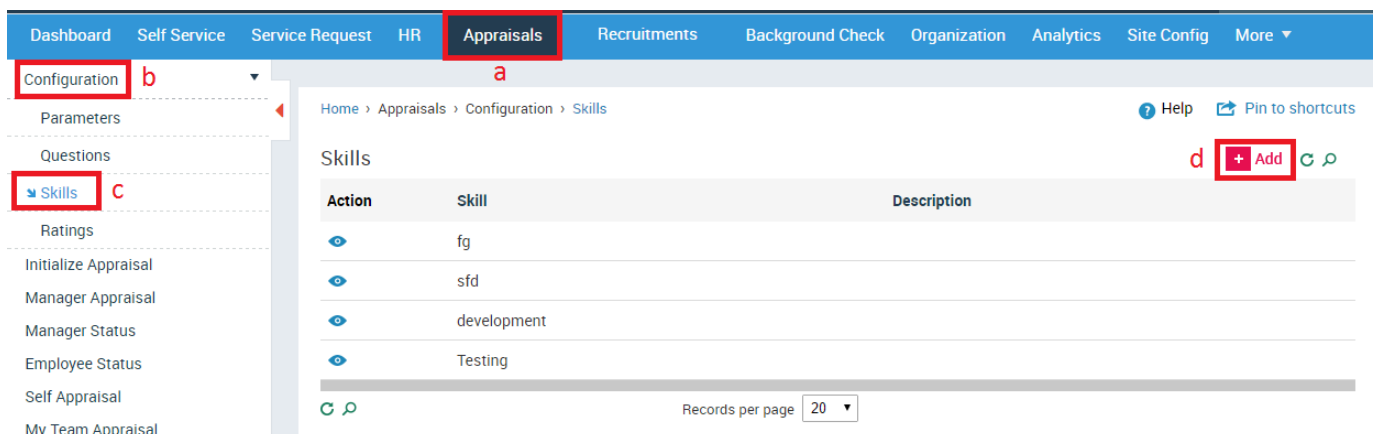 Dashboard Self Service Service Request HR Appraisals Recruitments Background Check Organization Analytics Site Config More ▼
a
Configuration b ▼
Parameters
Questions
Skills c
Ratings
Initialize Appraisal
Manager Appraisal
Manager Status
Employee Status
Self Appraisal
My Team Appraisal
Home › Appraisals › Configuration › Skills
? Help Pin to shortcuts
Skills
d + Add
Action Skill Description
fg
sfd
development
Testing
Records per page 20 ▼